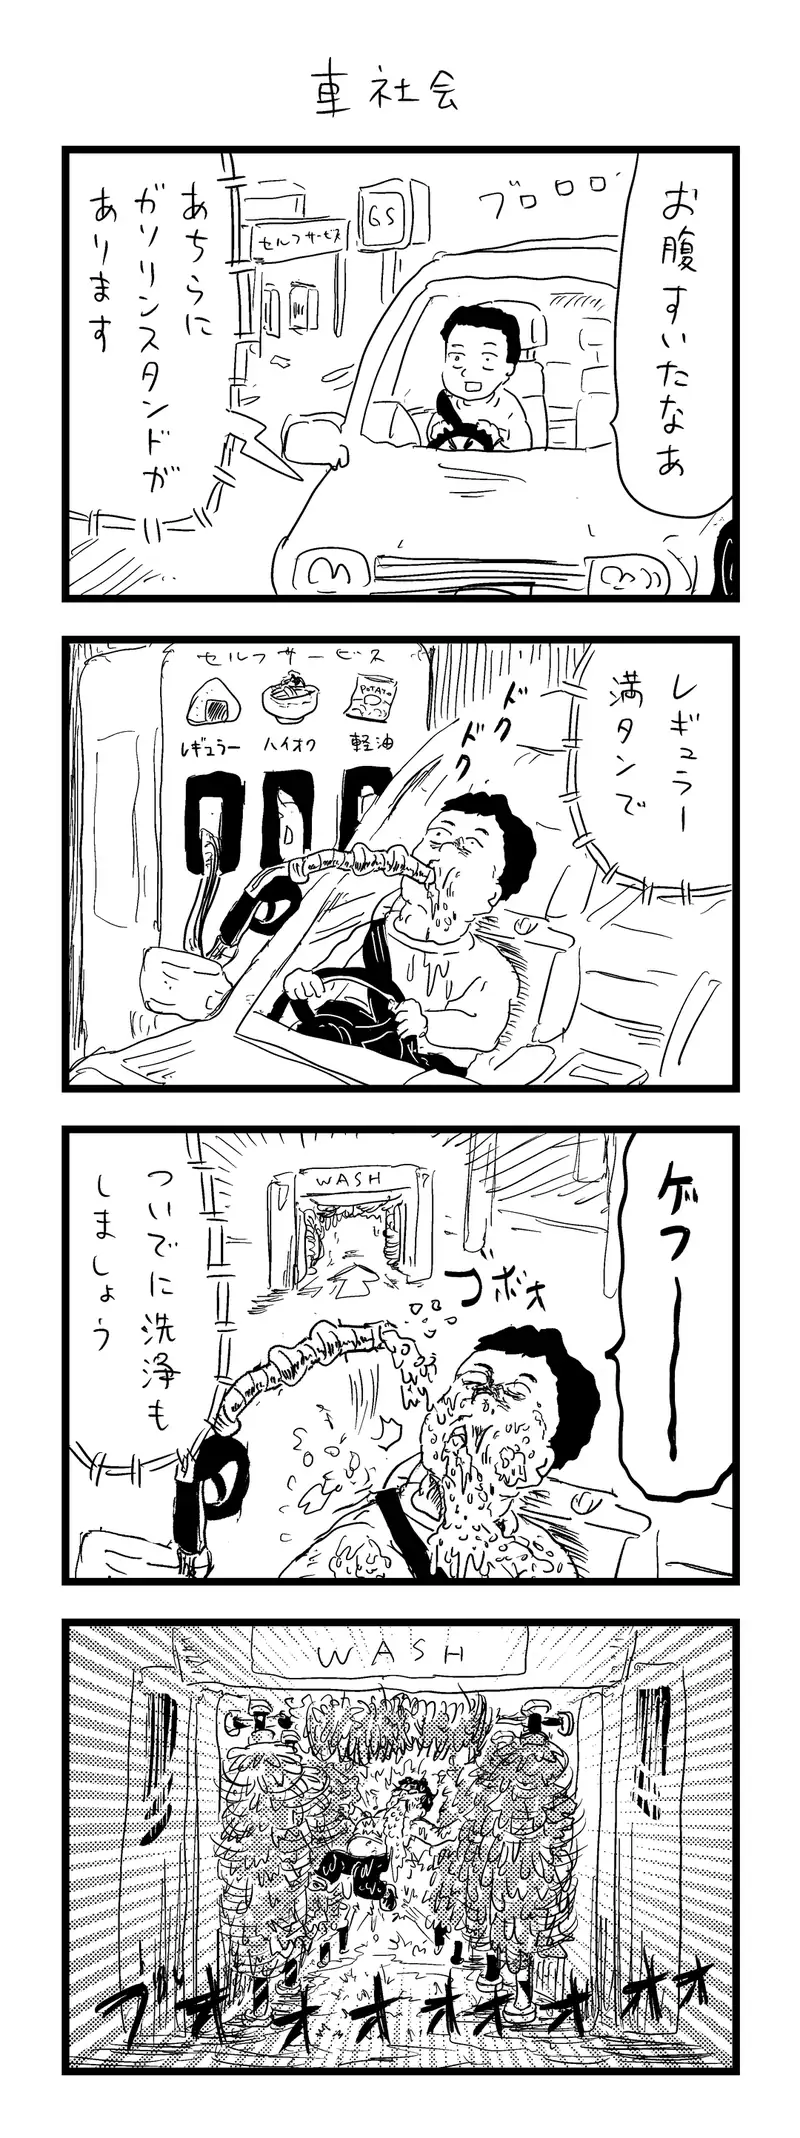 車社会
お腹すいたなあ
ブロロロ
GS
セルフサービス
あちらに
ガソリンスタンドが
あります
レギュラー
満タンで
ドク
ドク
セルフサービス
POTATO
レギュラー
ハイオク
軽油
ゲフーー
WASH
ゴボォ
ついでに洗浄も
しましょう
WASH
ブオオオオオオオ